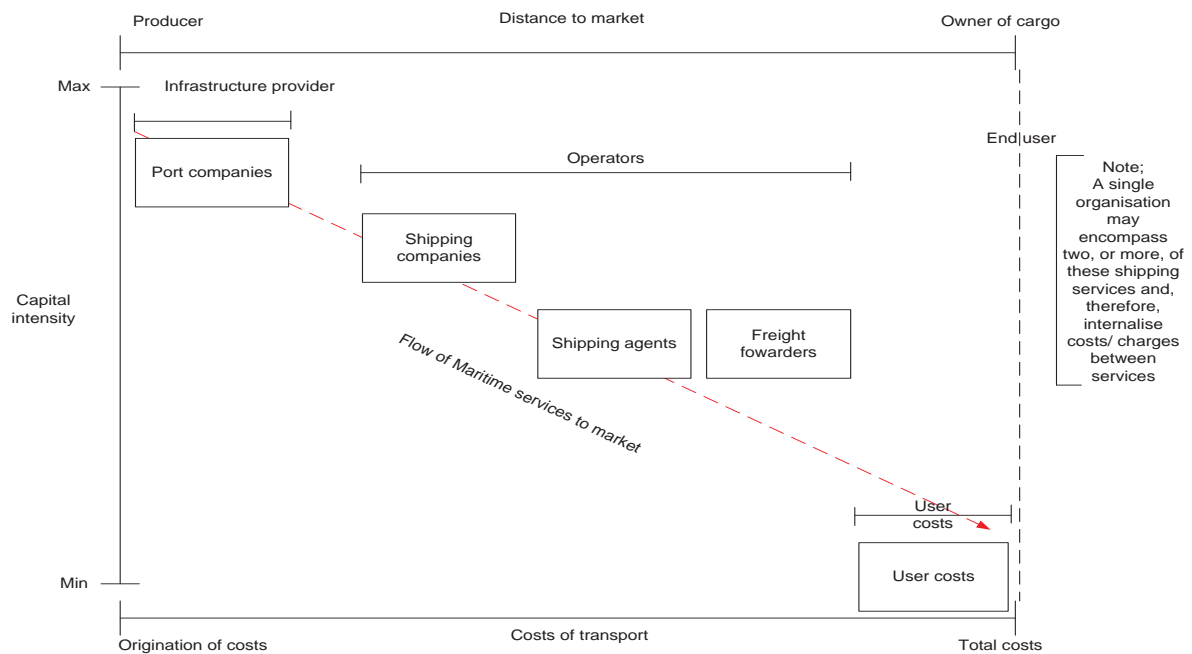 Producer
Distance to market
Owner of cargo
Max
Infrastructure provider
End user
Operators
Port companies
Note;
A single
organisation
may
encompass
two, or more, of
these shipping
services and,
therefore,
internalise
costs/ charges
between
services
Shipping
companies
Capital
intensity
Shipping agents
Freight
fowarders
Flow of Maritime services to market
User
costs
User costs
Min
Origination of costs
Costs of transport
Total costs